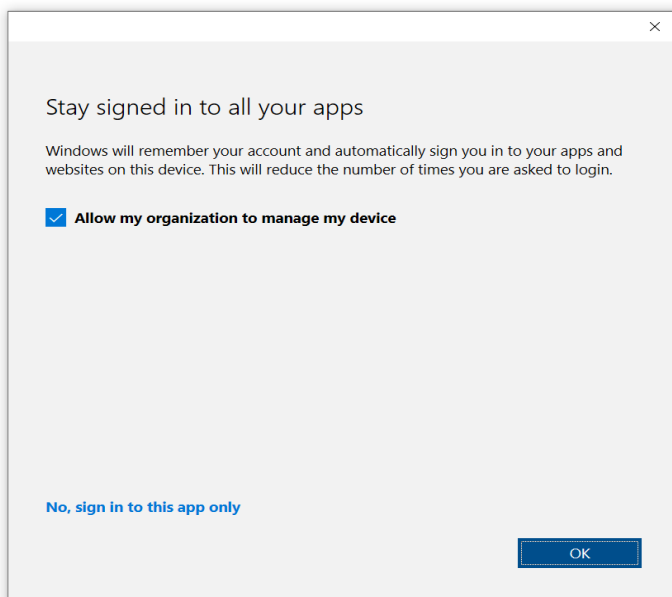 Stay signed in to all your apps
Windows will remember your account and automatically sign you in to your apps and
websites on this device. This will reduce the number of times you are asked to login.
Allow my organization to manage my device
No, sign in to this app only
OK